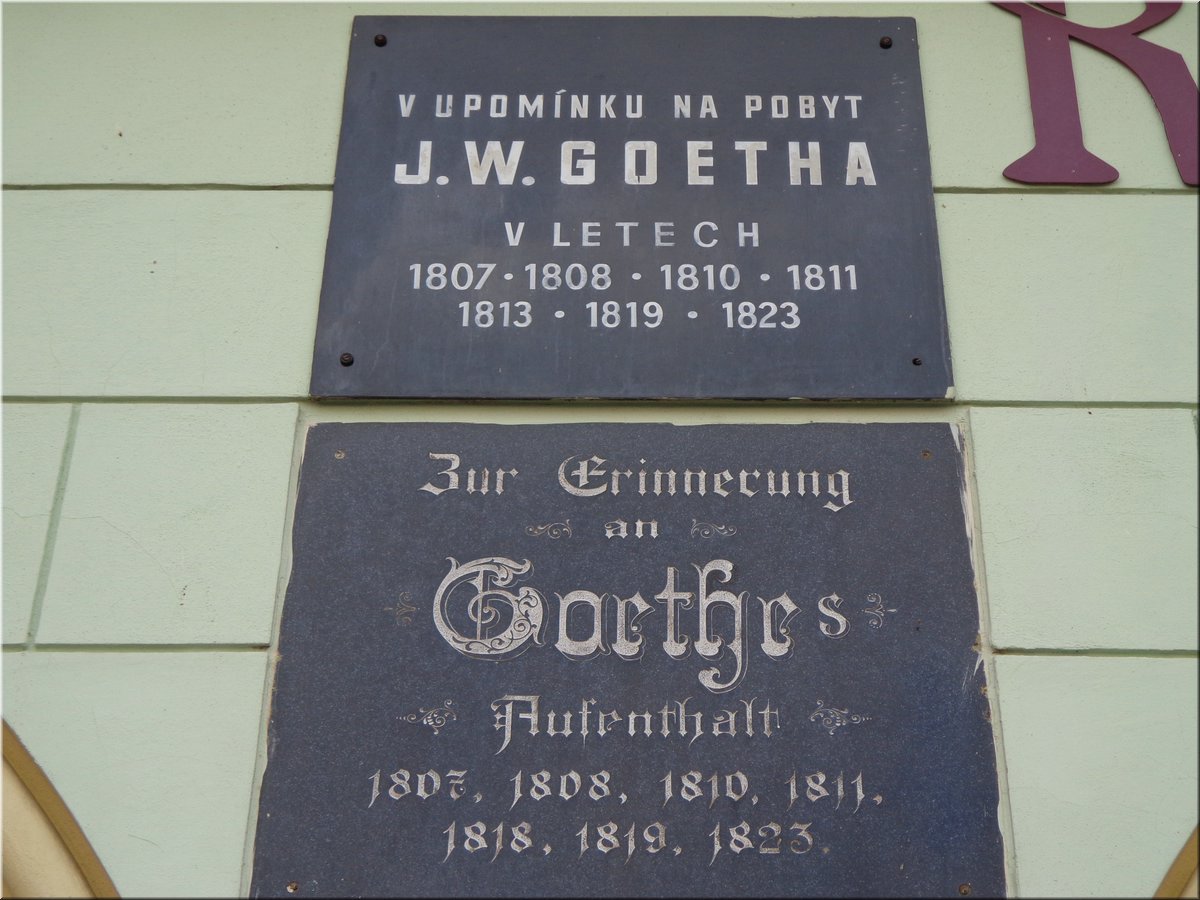 V UPOMÍNKU NA POBYT
J.W. GOETHA
V LETECH
1807 · 1808 · 1810 · 1811
1813 · 1819 · 1823
Zur Erinnerung
an
Goethes
Aufenthalt
1807, 1808, 1810, 1811,
1818, 1819, 1823.
R